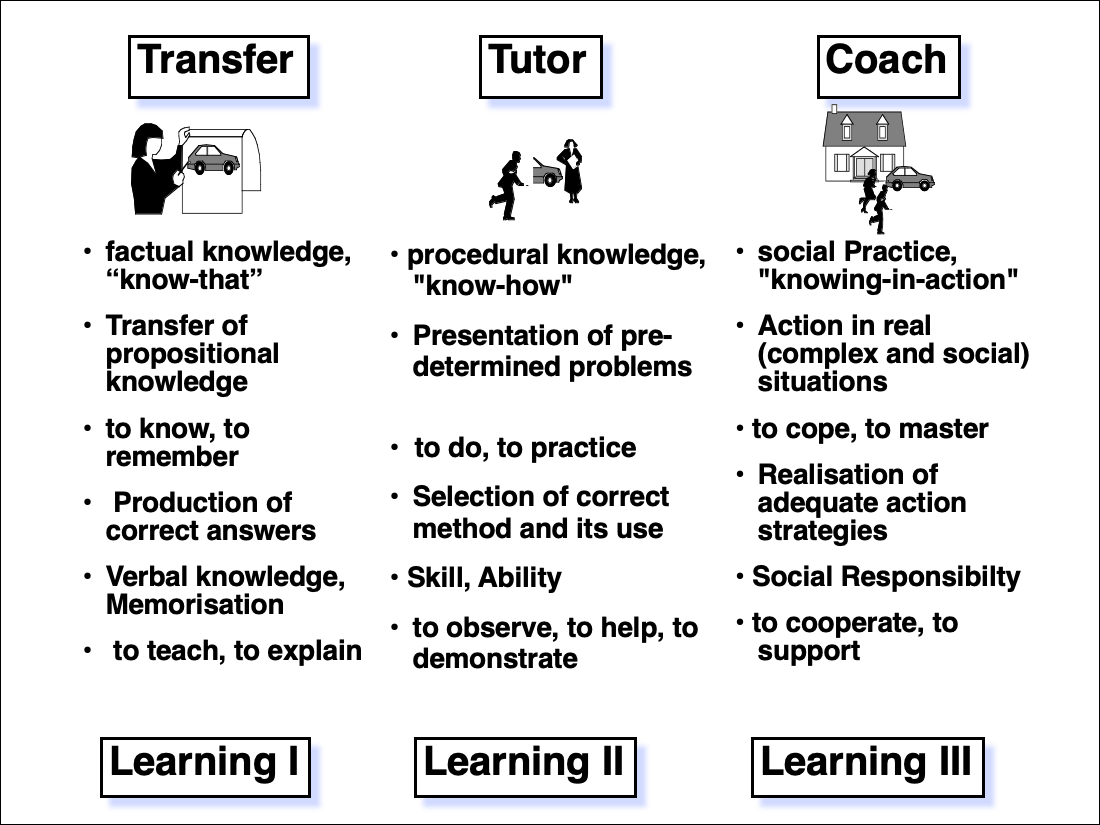 Transfer
• factual knowledge,
“know-that”
• Transfer of
propositional
knowledge
• to know, to
remember
• Production of
correct answers
• Verbal knowledge,
Memorisation
• to teach, to explain
Learning I
Tutor
• procedural knowledge,
"know-how"
• Presentation of pre-
determined problems
• to do, to practice
• Selection of correct
method and its use
• Skill, Ability
• to observe, to help, to
demonstrate
Learning II
Coach
• social Practice,
"knowing-in-action"
• Action in real
(complex and social)
situations
• to cope, to master
• Realisation of
adequate action
strategies
• Social Responsibilty
• to cooperate, to
support
Learning III